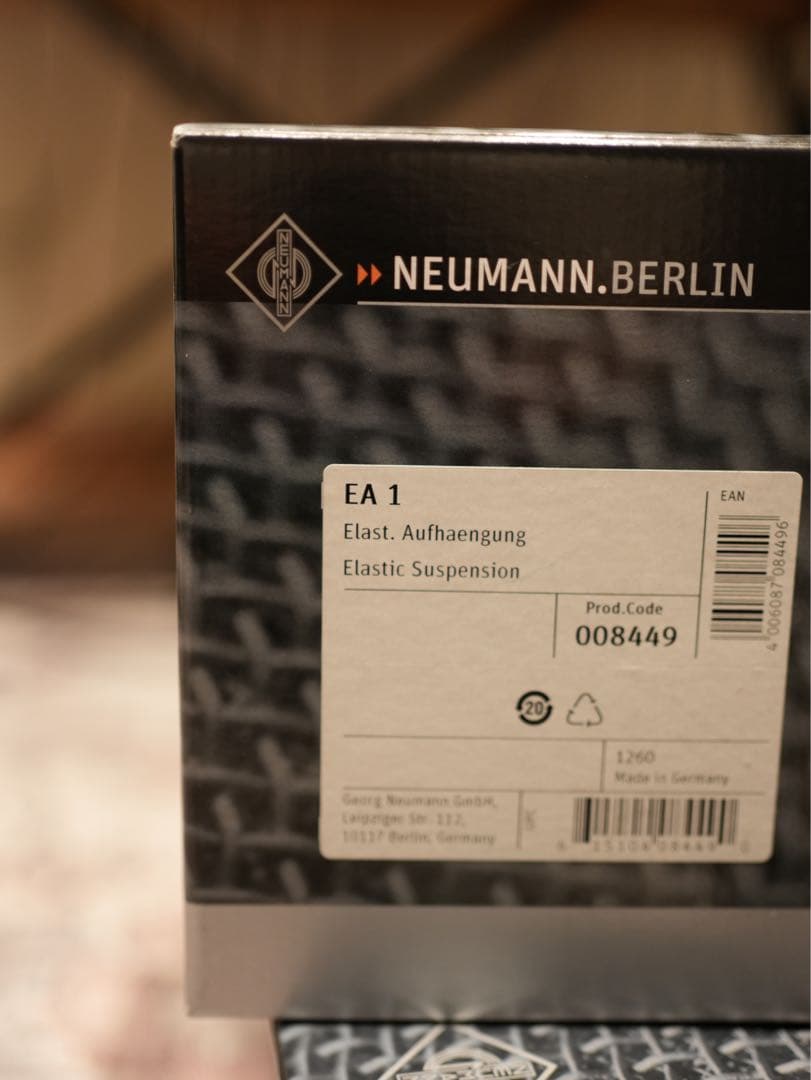 NEUMANN
NEUMANN.BERLIN
EA 1
Elast. Aufhaengung
Elastic Suspension
EAN
4 006087 084496
Prod.Code
008449
20
1260
Made in Germany
Georg Neumann GmbH,
Leipziger Str. 112,
10117 Berlin, Germany
UPC